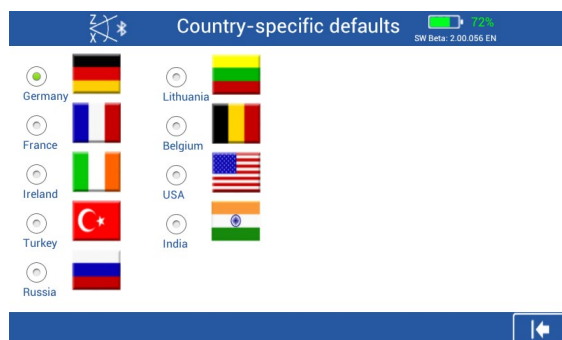 Z
X
Country-specific defaults
72%
SW Beta: 2.00.056 EN
Germany
Lithuania
France
Belgium
Ireland
USA
Turkey
India
Russia